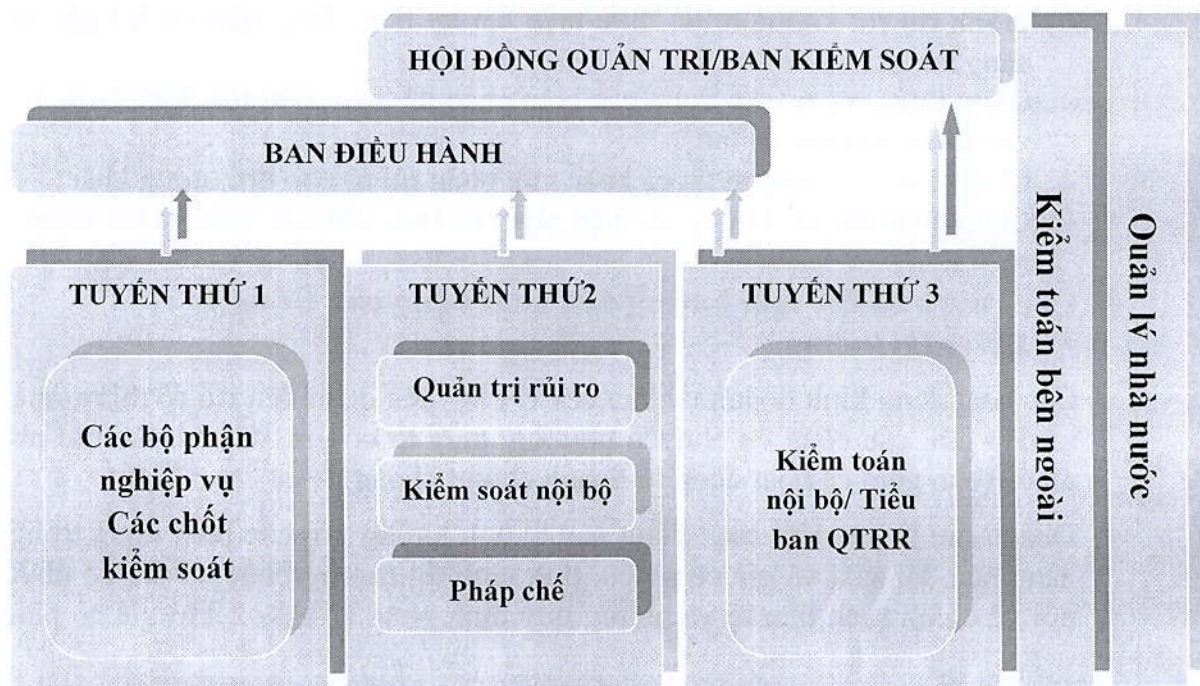 HỘI ĐỒNG QUẢN TRỊ/BAN KIỂM SOÁT
BAN ĐIỀU HÀNH
TUYẾN THỨ 1
Các bộ phận
nghiệp vụ
Các chốt
kiểm soát
TUYẾN THỨ2
Quản trị rủi ro
Kiểm soát nội bộ
Pháp chế
TUYẾN THỨ 3
Kiểm toán
nội bộ/ Tiểu
ban QTRR
Kiểm toán bên ngoài
Quản lý nhà nước